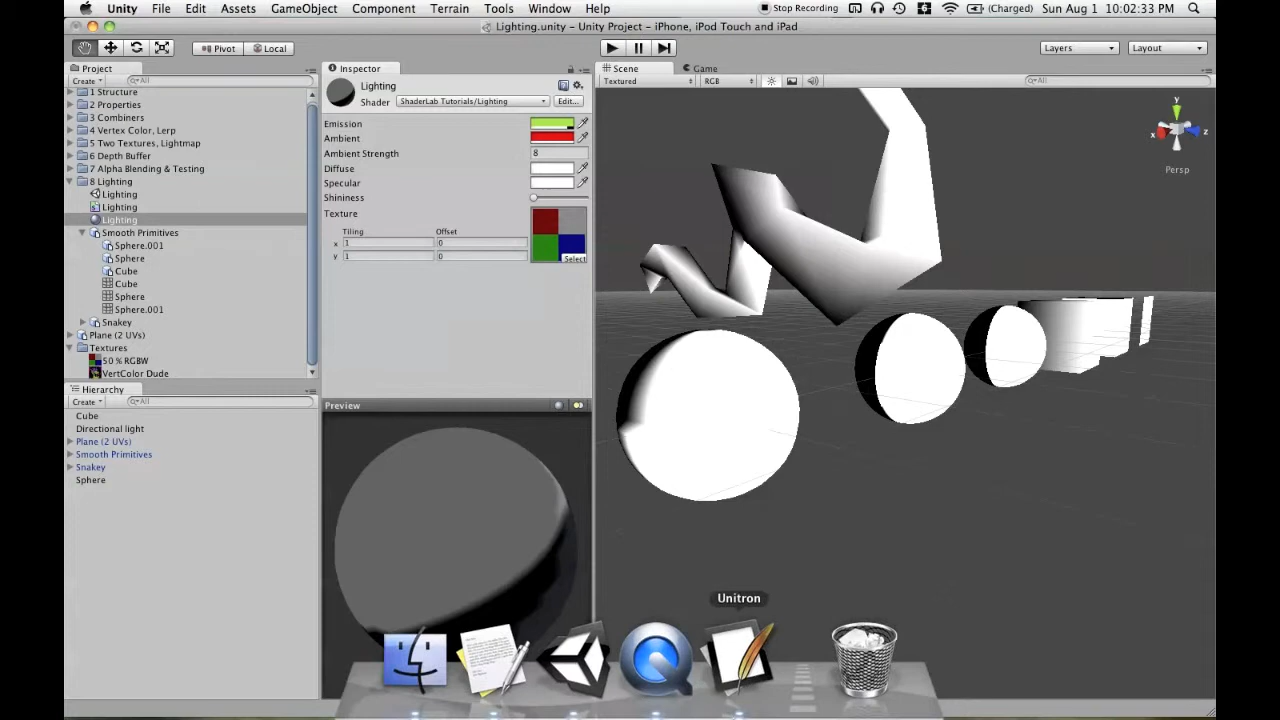 Unity File Edit Assets GameObject Component Terrain Tools Window Help Stop Recording (Charged) Sun Aug 1 10:02:33 PM
Lighting.unity - Unity Project - iPhone, iPod Touch and iPad
Pivot Local Layers Layout
Project Inspector Scene Game
Create All Lighting Textured RGB All
1 Structure
Shader ShaderLab Tutorials/Lighting Edit...
2 Properties
3 Combiners
Emission
4 Vertex Color, Lerp
Ambient
5 Two Textures, Lightmap
Ambient Strength 8
6 Depth Buffer
7 Alpha Blending & Testing
Diffuse
8 Lighting
Specular
Lighting
Shininess
Lighting
Texture
Lighting
Tiling Offset
Smooth Primitives
x 1 0
Sphere.001
y 1 0
Select
Sphere
Cube
Cube
Sphere
Sphere.001
Snakey
Plane (2 UVs)
Textures
50 % RGBW
VertColor Dude
y
x
z
Persp
Hierarchy
Create All
Preview
Cube
Directional light
Plane (2 UVs)
Smooth Primitives
Snakey
Sphere
Unitron